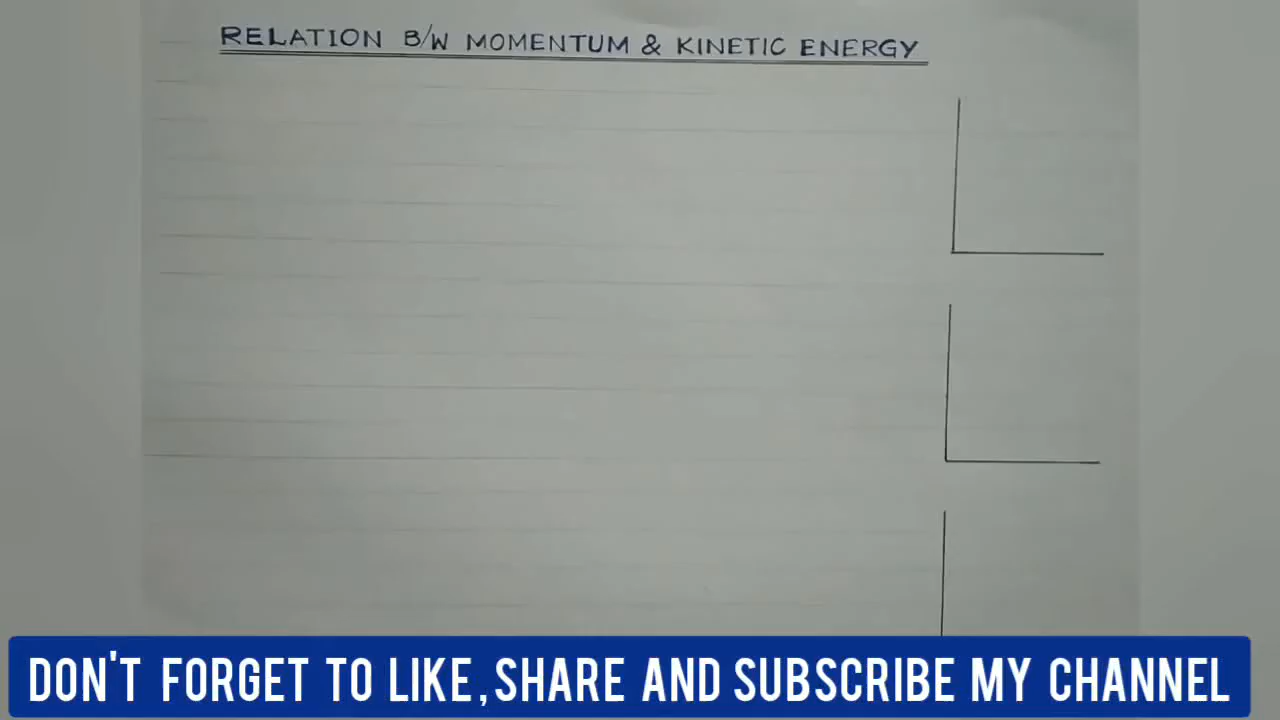 RELATION B/W MOMENTUM & KINETIC ENERGY
DON'T FORGET TO LIKE, SHARE AND SUBSCRIBE MY CHANNEL